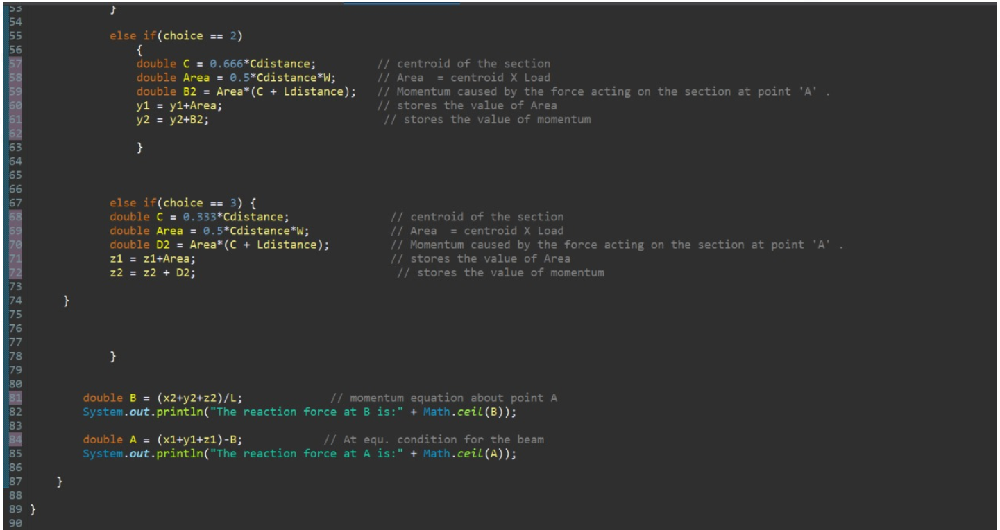 53 }
54
55 else if(choice == 2)
56 {
57 double C = 0.666*Cdistance; // centroid of the section
58 double Area = 0.5*Cdistance*W; // Area  = centroid X Load
59 double B2 = Area*(C + Ldistance); // Momentum caused by the force acting on the section at point 'A' .
60 y1 = y1+Area; // stores the value of Area
61 y2 = y2+B2; // stores the value of momentum
62
63 }
64
65
66
67 else if(choice == 3) {
68 double C = 0.333*Cdistance; // centroid of the section
69 double Area = 0.5*Cdistance*W; // Area  = centroid X Load
70 double D2 = Area*(C + Ldistance); // Momentum caused by the force acting on the section at point 'A' .
71 z1 = z1+Area; // stores the value of Area
72 z2 = z2 + D2; // stores the value of momentum
73
74 }
75
76
77
78 }
79
80
81 double B = (x2+y2+z2)/L; // momentum equation about point A
82 System.out.println("The reaction force at B is:" + Math.ceil(B));
83
84 double A = (x1+y1+z1)-B; // At equ. condition for the beam
85 System.out.println("The reaction force at A is:" + Math.ceil(A));
86
87 }
88
89 }
90